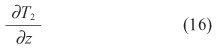 ∂T₂
∂z (16)